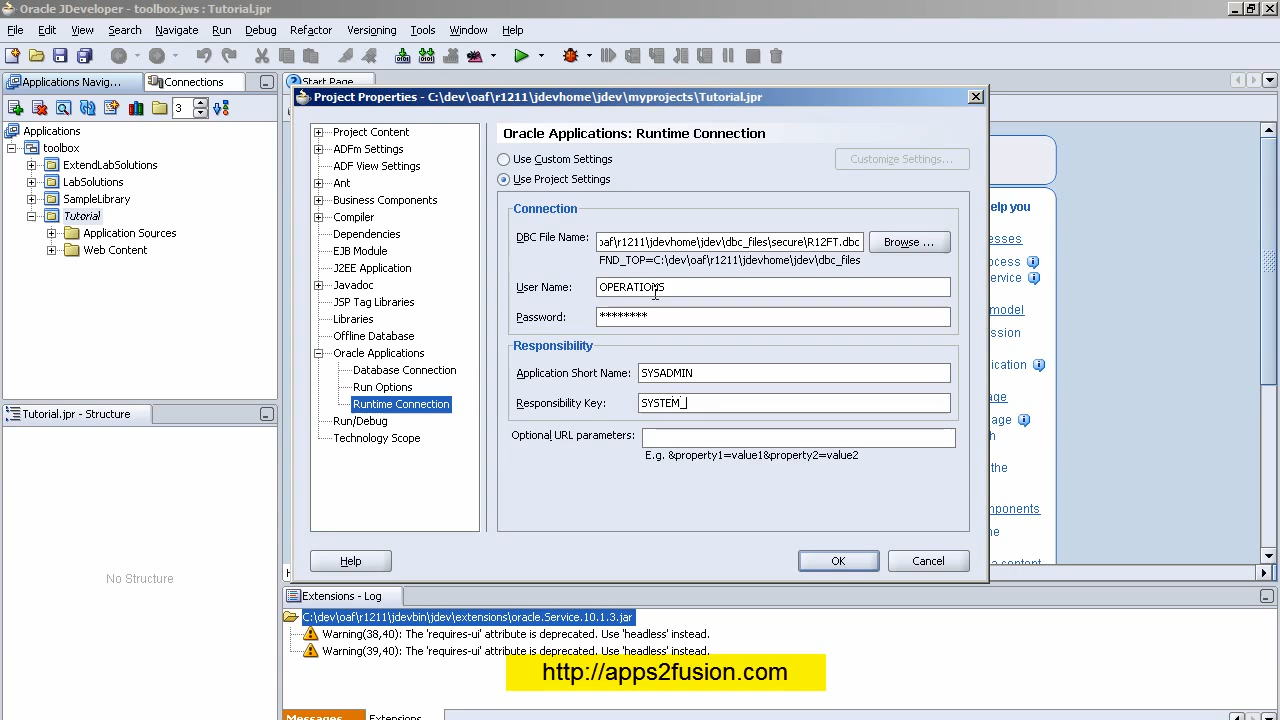 Oracle JDeveloper - toolbox.jws : Tutorial.jpr
File Edit View Search Navigate Run Debug Refactor Versioning Tools Window Help
Applications Navig... Connections Start Page
3
Applications
toolbox
ExtendLabSolutions
LabSolutions
SampleLibrary
Tutorial
Application Sources
Web Content
Tutorial.jpr - Structure
No Structure
Project Properties - C:\dev\oaf\r1211\jdevhome\jdev\myprojects\Tutorial.jpr
Project Content
ADFm Settings
ADF View Settings
Ant
Business Components
Compiler
Dependencies
EJB Module
J2EE Application
Javadoc
JSP Tag Libraries
Libraries
Offline Database
Oracle Applications
Database Connection
Run Options
Runtime Connection
Run/Debug
Technology Scope
Oracle Applications: Runtime Connection
Use Custom Settings Customize Settings...
Use Project Settings
Connection
DBC File Name: oaf\r1211\jdevhome\jdev\dbc_files\secure\R12FT.dbc Browse ...
FND_TOP=C:\dev\oaf\r1211\jdevhome\jdev\dbc_files
User Name: OPERATIONS
Password: ********
Responsibility
Application Short Name: SYSADMIN
Responsibility Key: SYSTEM_
Optional URL parameters:
E.g. &property1=value1&property2=value2
Help OK Cancel
elp you
model
Extensions - Log
C:\dev\oaf\r1211\jdevbin\jdev\extensions\oracle.Service.10.1.3.jar
Warning(38,40): The 'requires-ui' attribute is deprecated. Use 'headless' instead.
Warning(39,40): The 'requires-ui' attribute is deprecated. Use 'headless' instead.
http://apps2fusion.com
Messages Extensions